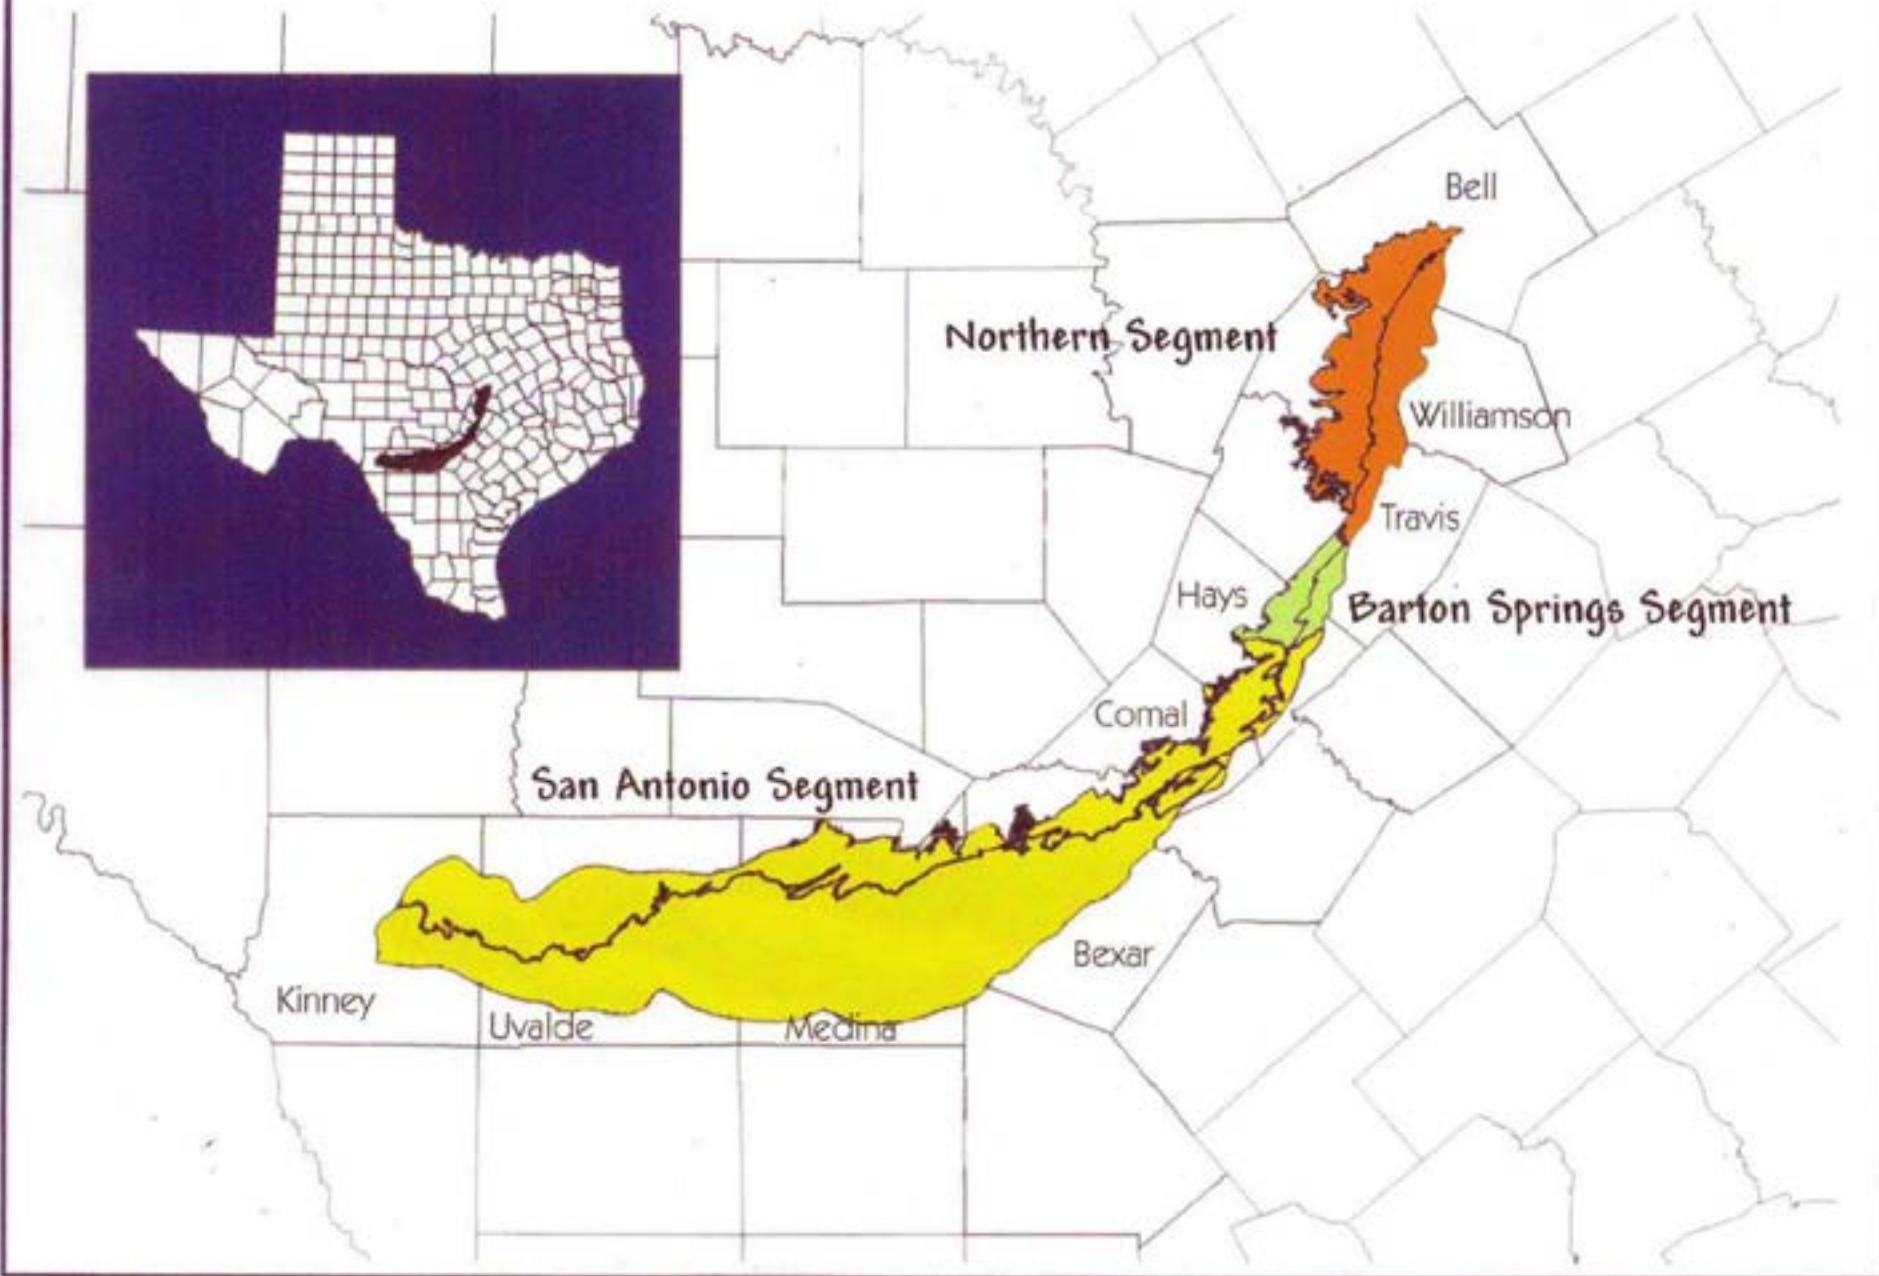 Bell
Northern Segment
Williamson
Travis
Hays
Barton Springs Segment
Comal
San Antonio Segment
Bexar
Kinney
Uvalde
Medina